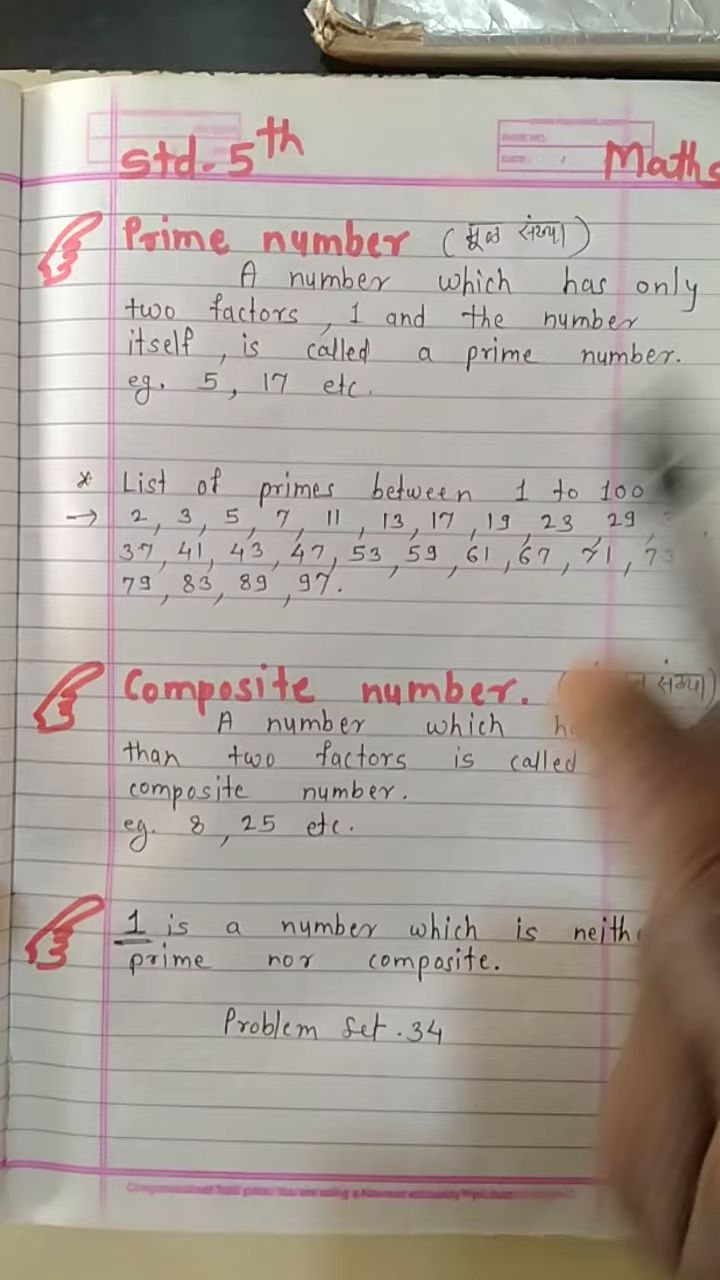 Std. 5th Maths
Prime number (मूळ संख्या)
A number which has only
two factors, 1 and the number
itself, is called a prime number.
eg. 5, 17 etc.
* List of primes between 1 to 100
→ 2, 3, 5, 7, 11, 13, 17, 19, 23, 29,
37, 41, 43, 47, 53, 59, 61, 67, 71, 73
79, 83, 89, 97.
Composite number. संख्या)
A number which
than two factors is called
composite number.
eg. 8, 25 etc.
1 is a number which is
prime nor composite.
Problem Set. 34